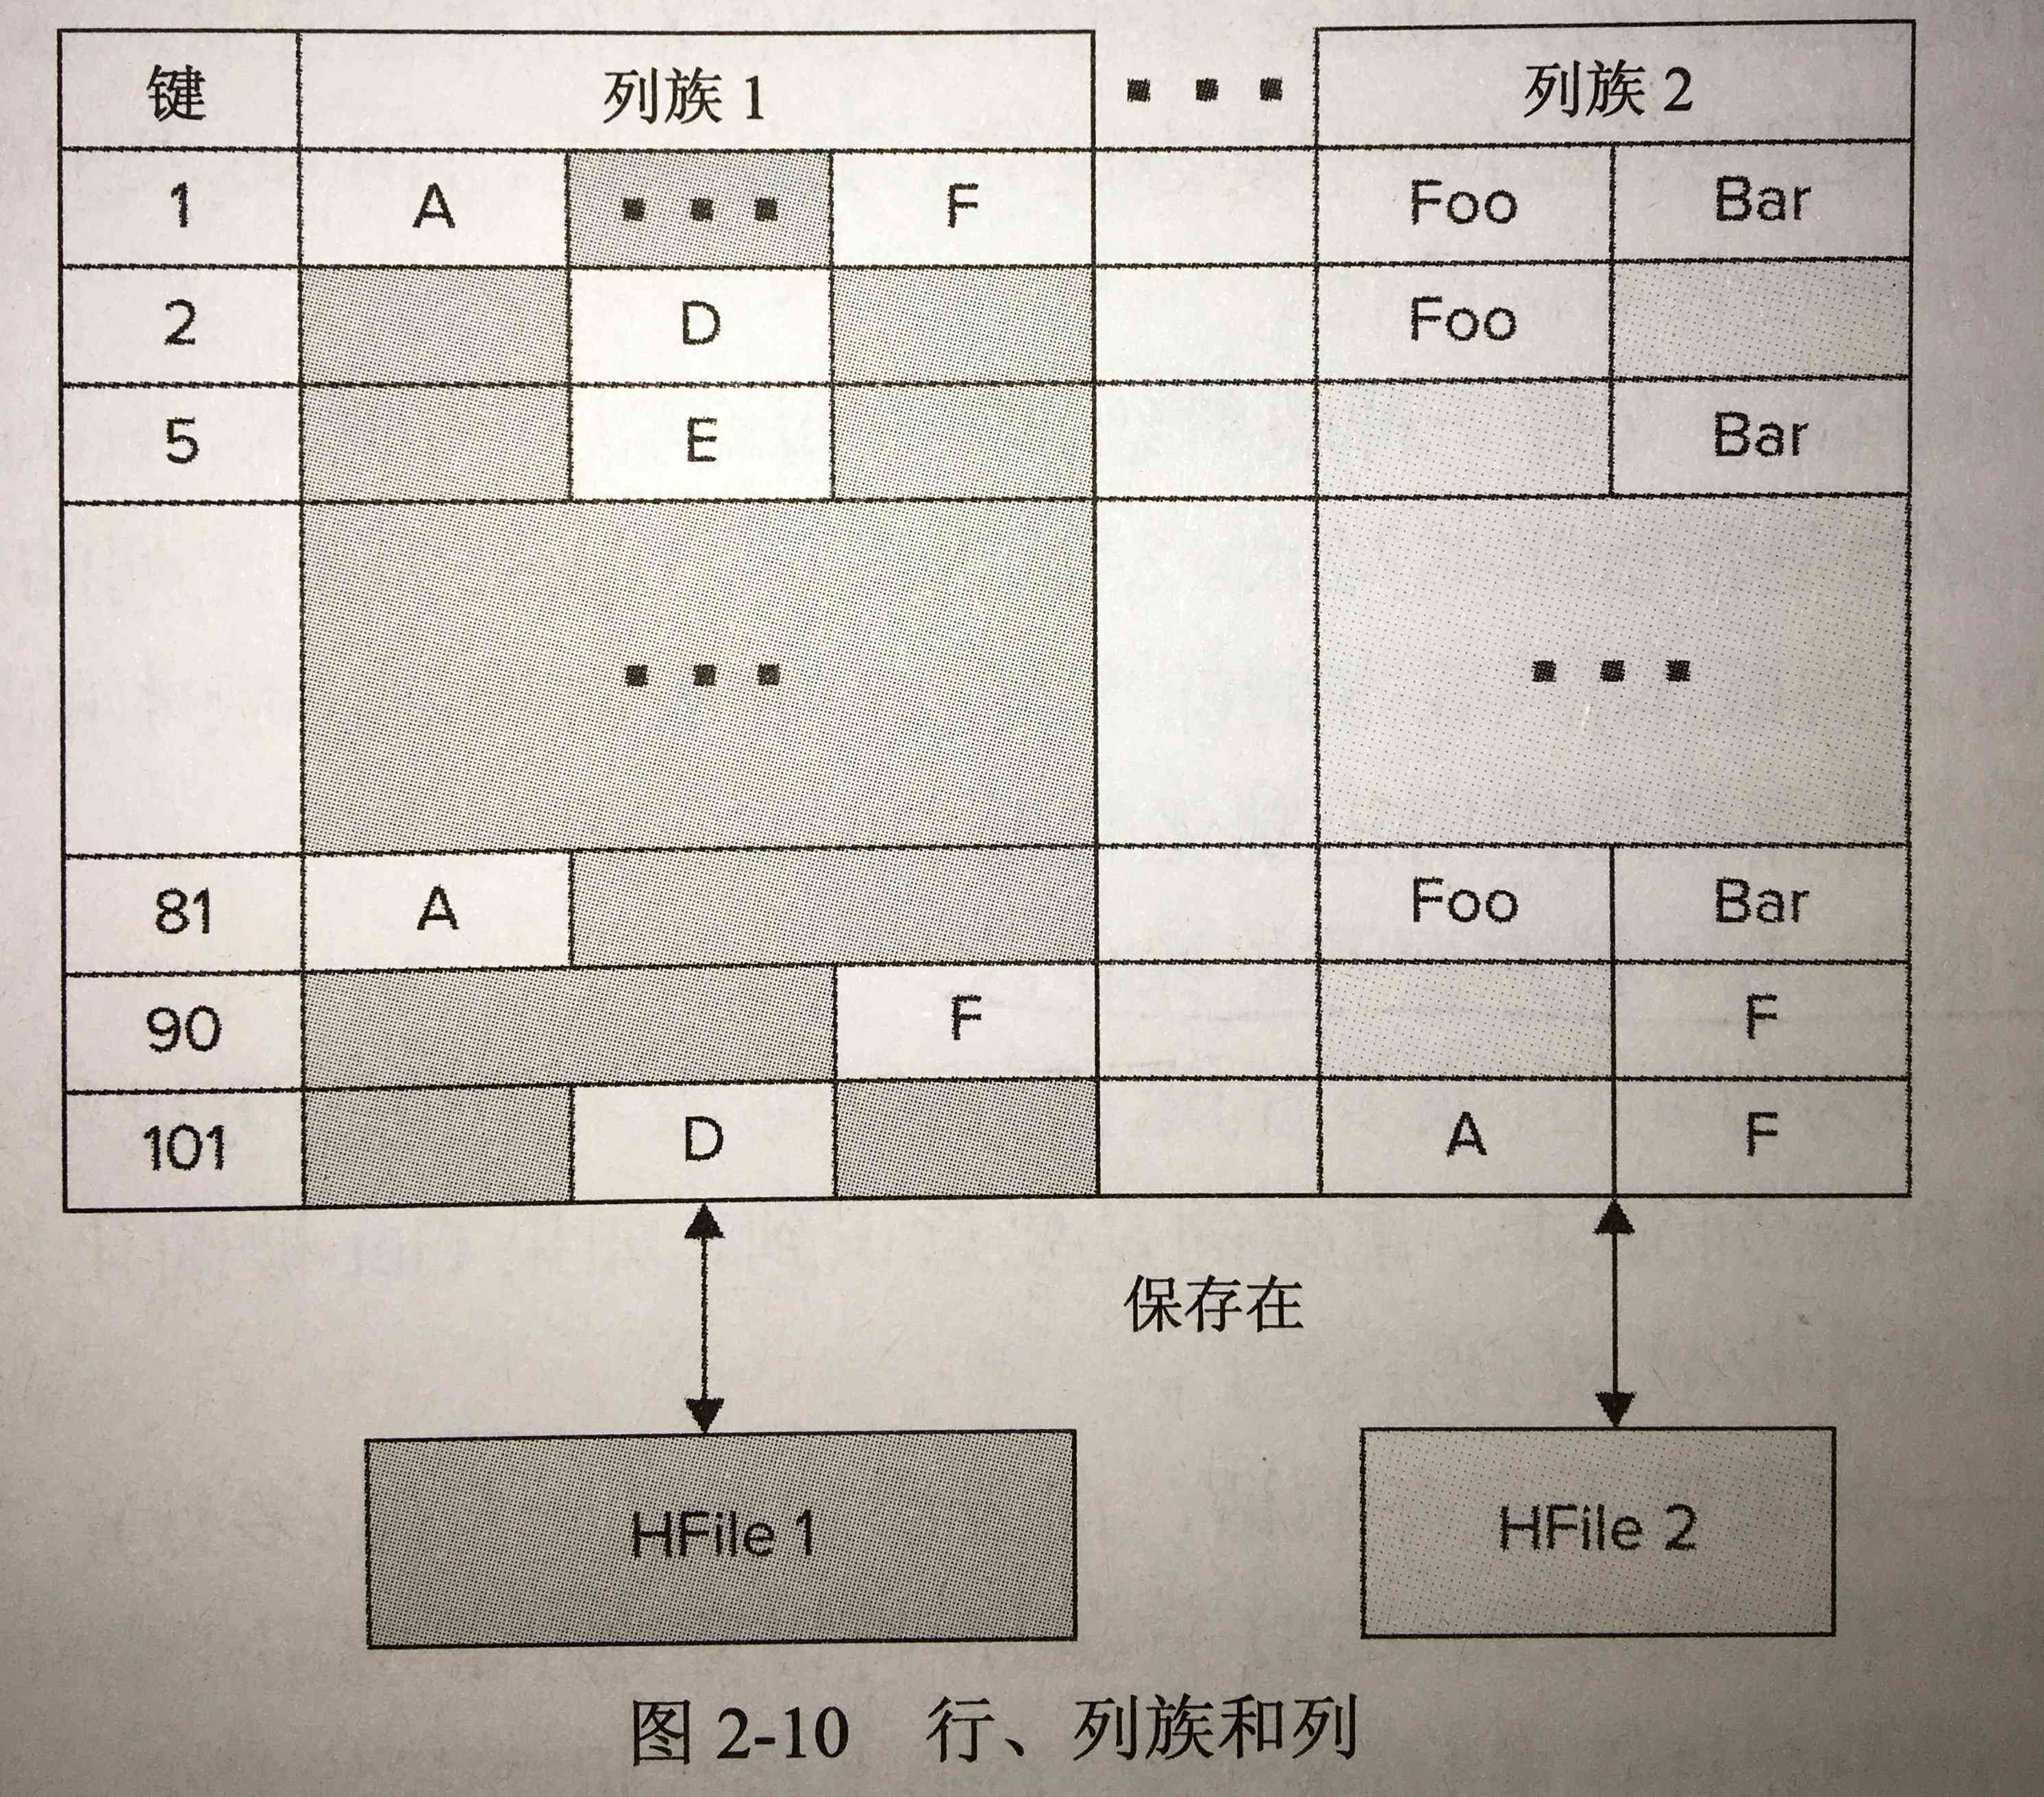 键 列族 1 ▪ ▪ ▪ 列族 2
1 A ▪ ▪ ▪ F Foo Bar
2 D Foo
5 E Bar
▪ ▪ ▪ ▪ ▪ ▪
81 A Foo Bar
90 F F
101 D A F
保存在
HFile 1 HFile 2
图 2-10 行、列族和列